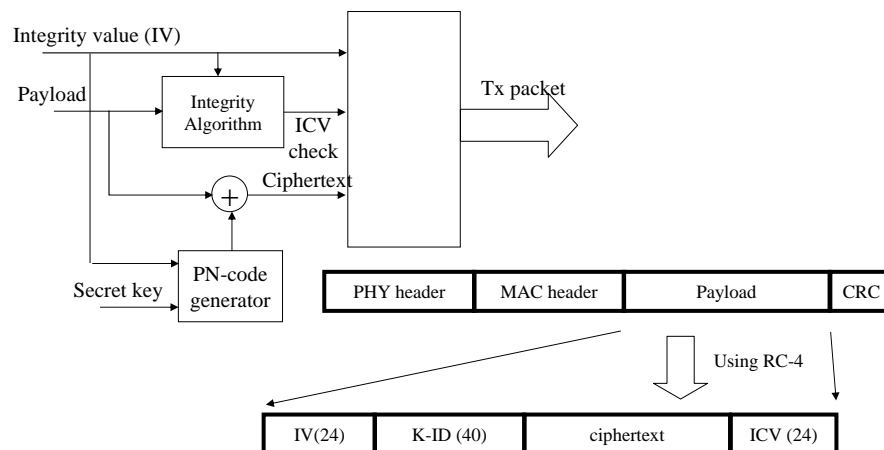 Integrity value (IV)
Payload
Integrity
Algorithm
ICV
check
Tx packet
Ciphertext
+
PN-code
generator
Secret key
PHY header
MAC header
Payload
CRC
Using RC-4
IV(24)
K-ID (40)
ciphertext
ICV (24)